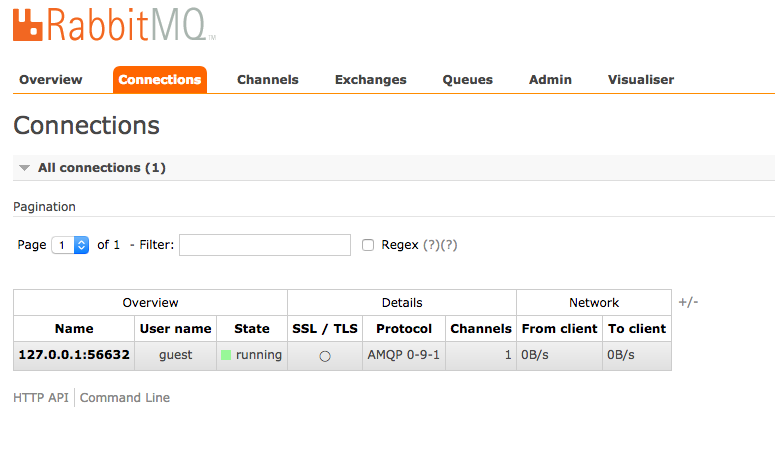 RabbitMQ™
Overview Connections Channels Exchanges Queues Admin Visualiser
Connections
All connections (1)
Pagination
Page 1 of 1 - Filter: Regex (?)(?)
Overview Details Network +/-
Name User name State SSL / TLS Protocol Channels From client To client
127.0.0.1:56632 guest running ○ AMQP 0-9-1 1 0B/s 0B/s
HTTP API Command Line